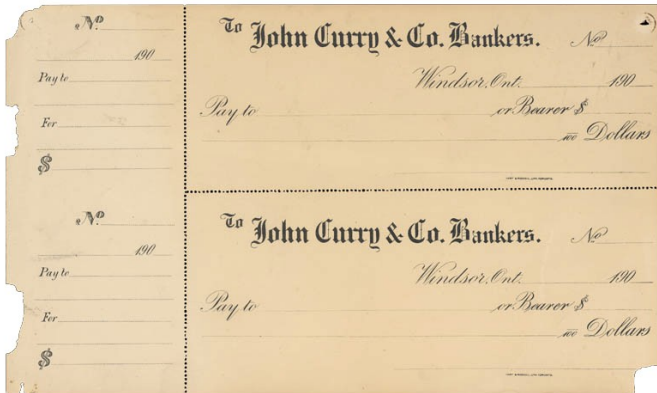 No
190
Pay to
For
$
To John Curry & Co. Bankers. No
Windsor, Ont. 190
Pay to or Bearer $
100 Dollars
No
190
Pay to
For
$
To John Curry & Co. Bankers. No
Windsor, Ont. 190
Pay to or Bearer $
100 Dollars